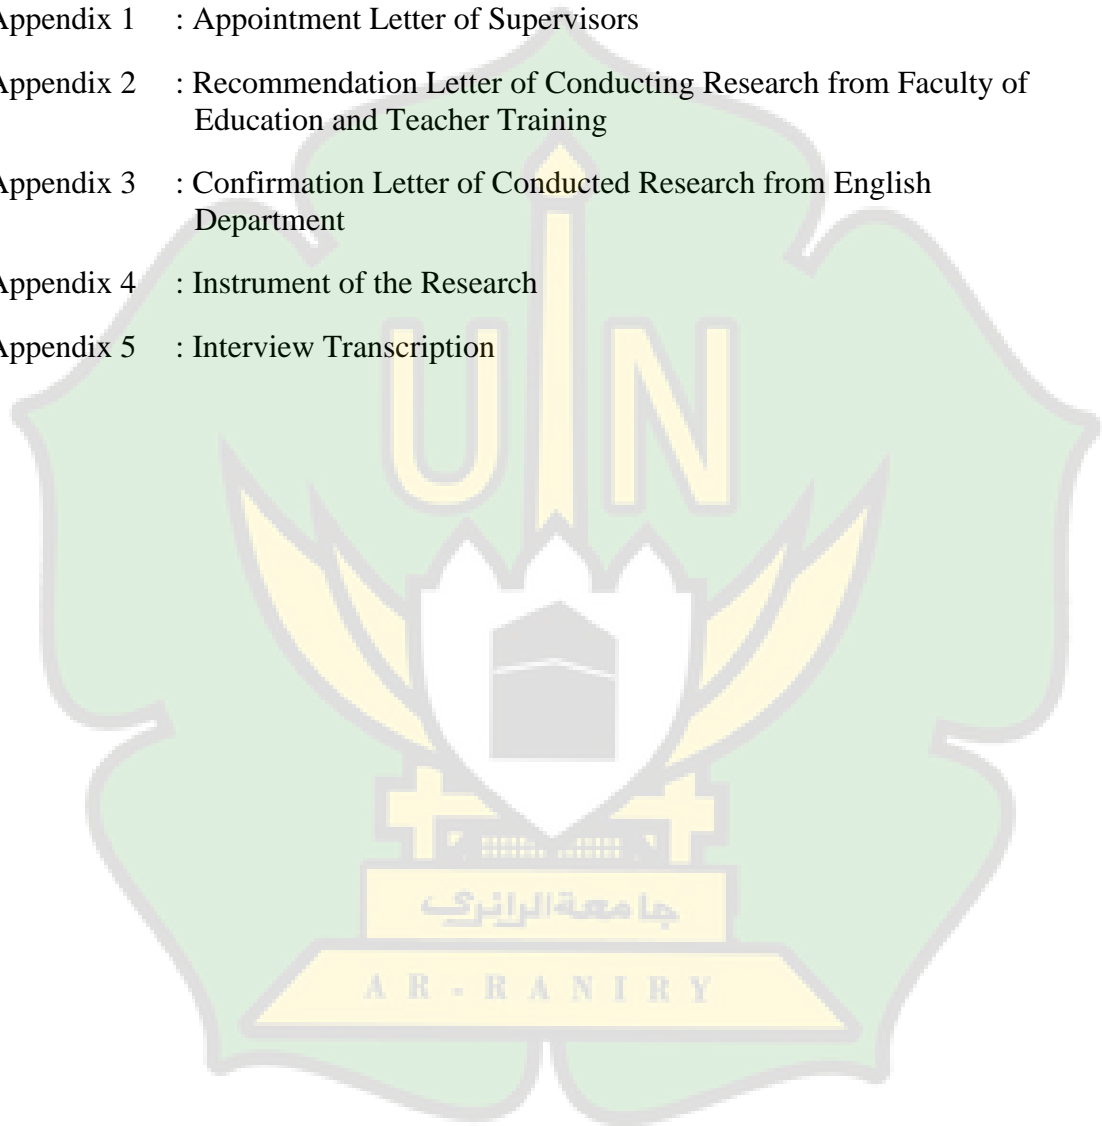 Appendix 1 : Appointment Letter of Supervisors
Appendix 2 : Recommendation Letter of Conducting Research from Faculty of
Education and Teacher Training
Appendix 3 : Confirmation Letter of Conducted Research from English
Department
Appendix 4 : Instrument of the Research
Appendix 5 : Interview Transcription
UIN
جامعة الرانري
AR-RANIRY